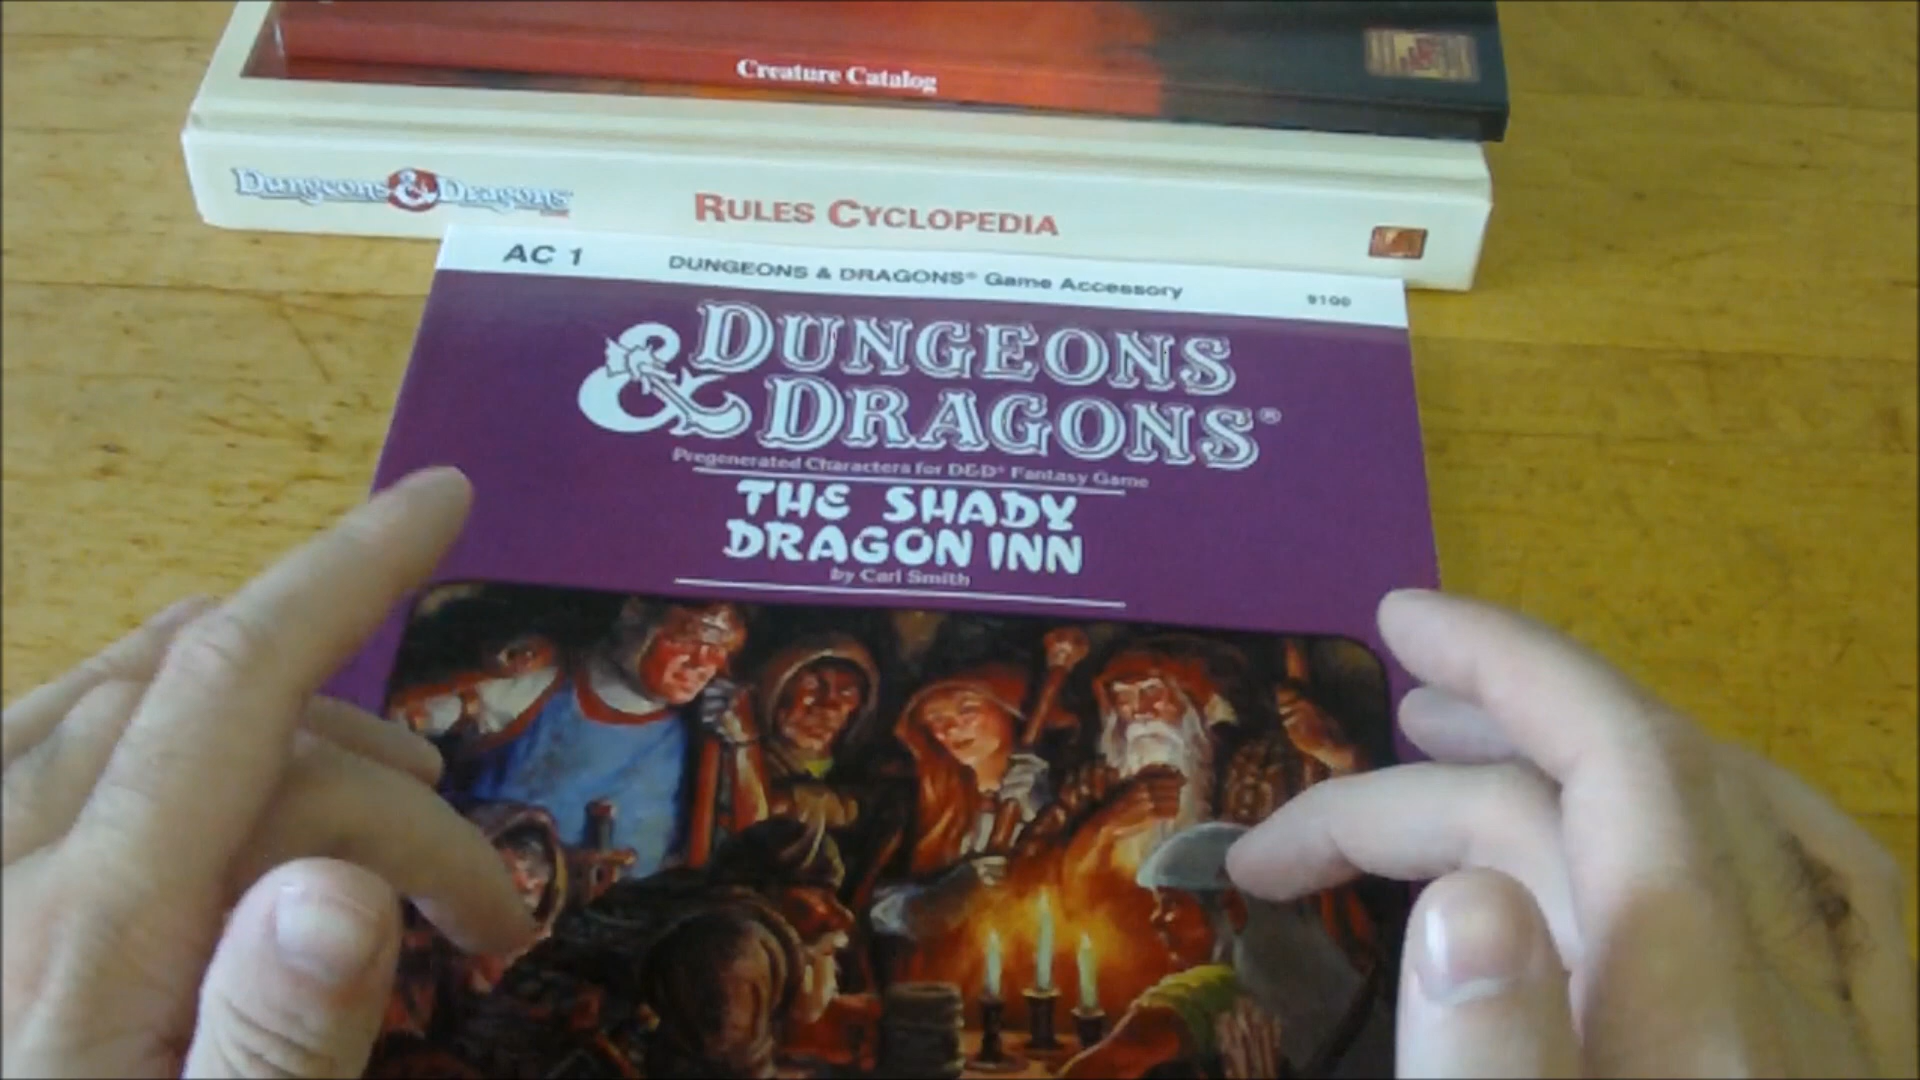 Creature Catalog
Dungeons & Dragons
RULES CYCLOPEDIA
AC 1 DUNGEONS & DRAGONS® Game Accessory 9100
DUNGEONS
& DRAGONS®
Pregenerated Characters for D&D® Fantasy Game
THE SHADY
DRAGON INN
by Carl Smith